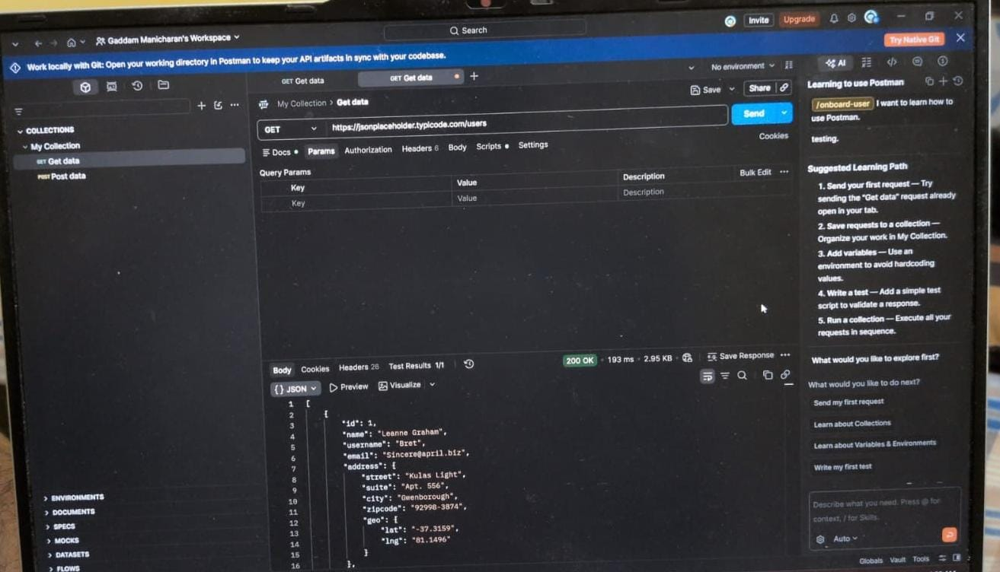 Gaddam Manicharan's Workspace
Search
Invite
Upgrade
Work locally with Git: Open your working directory in Postman to keep your API artifacts in sync with your codebase.
Try Native Git
GET Get data
GET Get data
No environment
AI
COLLECTIONS
My Collection
GET Get data
POST Post data
My Collection > Get data
Save
Share
GET
https://jsonplaceholder.typicode.com/users
Send
Docs
Params
Authorization
Headers 6
Body
Scripts
Settings
Cookies
Query Params
Key
Value
Description
Bulk Edit
Key
Value
Description
Body
Cookies
Headers 26
Test Results 1/1
200 OK
193 ms
2.95 KB
Save Response
{} JSON
Preview
Visualize
1 [
2 {
3 "id": 1,
4 "name": "Leanne Graham",
5 "username": "Bret",
6 "email": "Sincere@april.biz",
7 "address": {
8 "street": "Kulas Light",
9 "suite": "Apt. 556",
10 "city": "Gwenborough",
11 "zipcode": "92998-3874",
12 "geo": {
13 "lat": "-37.3159",
14 "lng": "81.1496"
15 }
16 },
ENVIRONMENTS
DOCUMENTS
SPECS
MOCKS
DATASETS
FLOWS
Learning to use Postman
/onboard-user I want to learn how to
use Postman.
testing.
Suggested Learning Path
1. Send your first request — Try
sending the "Get data" request already
open in your tab.
2. Save requests to a collection —
Organize your work in My Collection.
3. Add variables — Use an
environment to avoid hardcoding
values.
4. Write a test — Add a simple test
script to validate a response.
5. Run a collection — Execute all your
requests in sequence.
What would you like to explore first?
What would you like to do next?
Send my first request
Learn about Collections
Learn about Variables & Environments
Write my first test
Describe what you need. Press @ for
context, / for Skills.
Auto
Globals
Vault
Tools